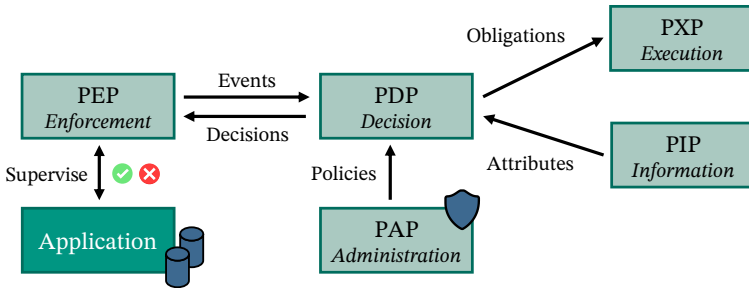 Obligations
PXP
Execution
PEP
Enforcement
Events
Decisions
PDP
Decision
Attributes
PIP
Information
Supervise
Policies
Application
PAP
Administration